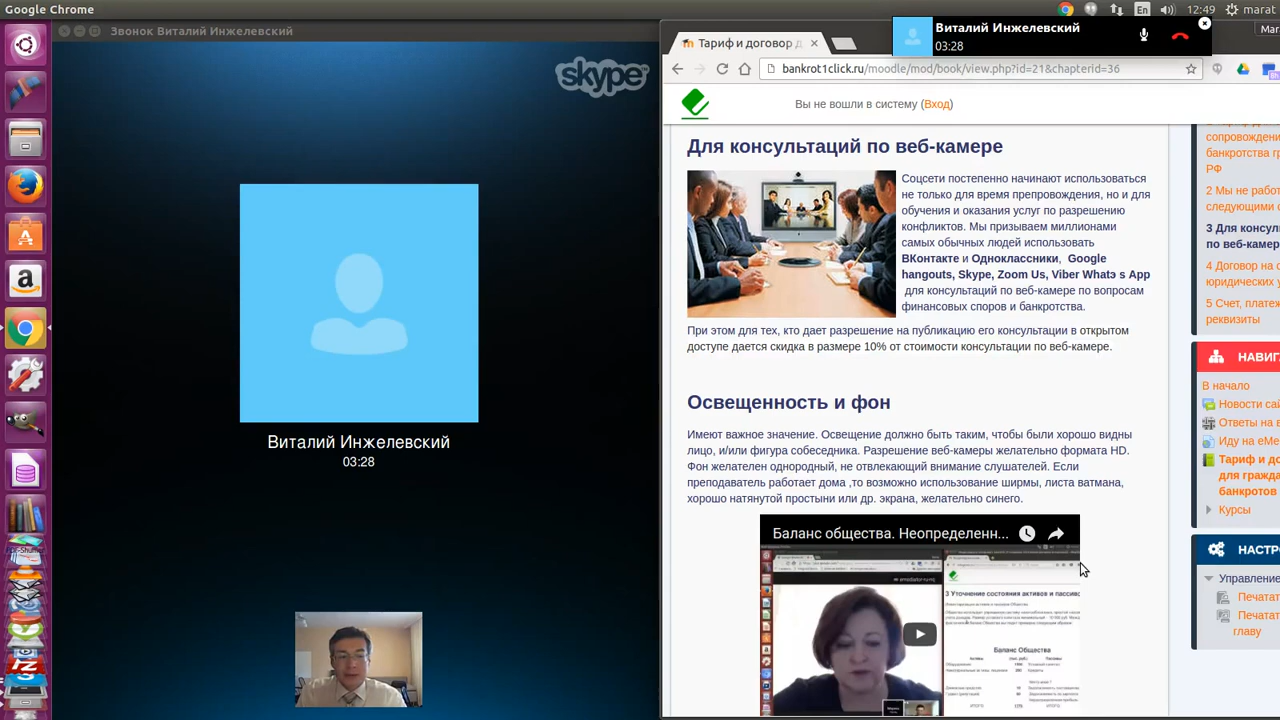 Google Chrome
En
12:49
marat
Звонок Виталий Инжелевский
skype
Виталий Инжелевский
03:28
Виталий Инжелевский
03:28
Mar
Тариф и договор д
bankrot1click.ru/moodle/mod/book/view.php?id=21&chapterid=36
Вы не вошли в систему (Вход)
Для консультаций по веб-камере
Соцсети постепенно начинают использоваться
не только для время препровождения, но и для
обучения и оказания услуг по разрешению
конфликтов. Мы призываем миллионами
самых обычных людей использовать
ВКонтакте и Одноклассники, Google
hangouts, Skype, Zoom Us, Viber Whatэ s App
для консультаций по веб-камере по вопросам
финансовых споров и банкротства.
При этом для тех, кто дает разрешение на публикацию его консультации в открытом
доступе дается скидка в размере 10% от стоимости консультации по веб-камере.
Освещенность и фон
Имеют важное значение. Освещение должно быть таким, чтобы были хорошо видны
лицо, и/или фигура собеседника. Разрешение веб-камеры желательно формата HD.
Фон желателен однородный, не отвлекающий внимание слушателей. Если
преподаватель работает дома ,то возможно использование ширмы, листа ватмана,
хорошо натянутой простыни или др. экрана, желательно синего.
Баланс общества. Неопределенн...
3 Уточнение состояния активов и пассиво
Баланс Общества
сопровождени
банкротства г
РФ
2 Мы не работ
следующими с
3 Для консул
по веб-камер
4 Договор на о
юридических у
5 Счет, платеж
реквизиты
НАВИГ
В начало
Новости сай
Ответы на в
Иду на еМе
Тариф и до
для гражда
банкротов
Курсы
НАСТР
Управление
Печатат
Печатат
главу